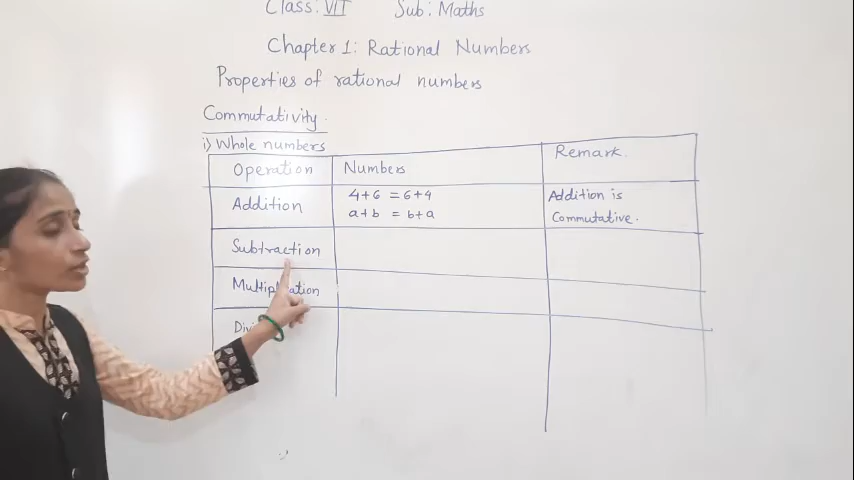 Class: VII Sub: Maths
Chapter 1: Rational Numbers
Properties of rational numbers
Commutativity.
i) Whole numbers
Operation Numbers Remark.
Addition 4+6 = 6+4 Addition is
a+b = b+a Commutative.
Subtraction